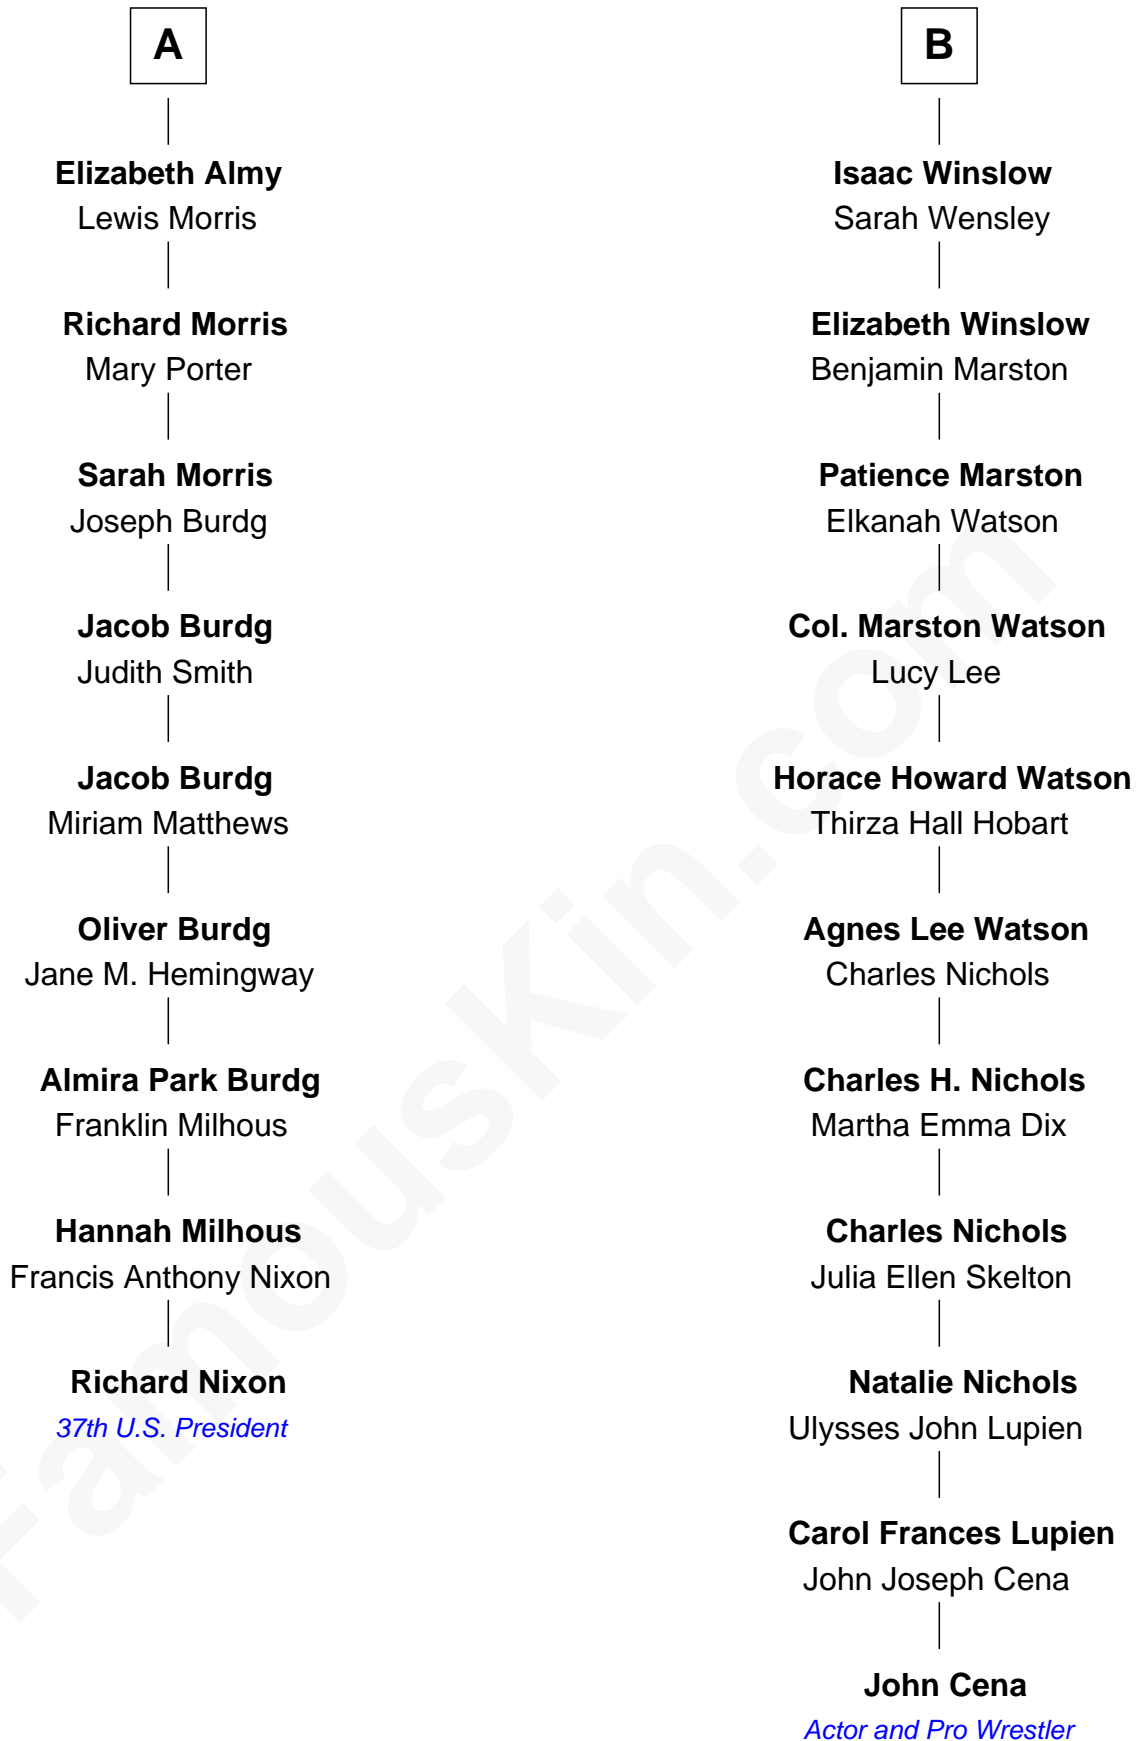 A
Elizabeth Almy
Lewis Morris
Richard Morris
Mary Porter
Sarah Morris
Joseph Burdg
Jacob Burdg
Judith Smith
Jacob Burdg
Miriam Matthews
Oliver Burdg
Jane M. Hemingway
Almira Park Burdg
Franklin Milhous
Hannah Milhous
Francis Anthony Nixon
Richard Nixon
37th U.S. President
B
Isaac Winslow
Sarah Wensley
Elizabeth Winslow
Benjamin Marston
Patience Marston
Elkanah Watson
Col. Marston Watson
Lucy Lee
Horace Howard Watson
Thirza Hall Hobart
Agnes Lee Watson
Charles Nichols
Charles H. Nichols
Martha Emma Dix
Charles Nichols
Julia Ellen Skelton
Natalie Nichols
Ulysses John Lupien
Carol Frances Lupien
John Joseph Cena
John Cena
Actor and Pro Wrestler
FamousKin.com